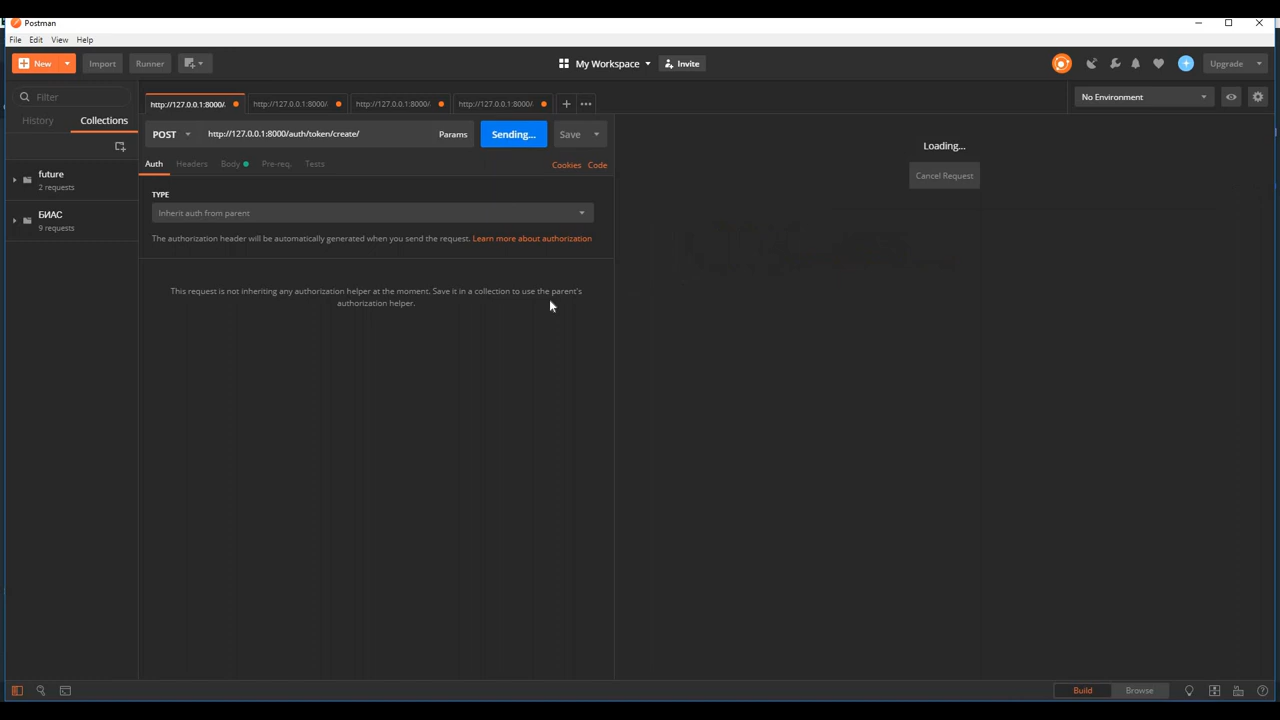 Postman
File Edit View Help
New Import Runner My Workspace Invite Upgrade
Filter
History Collections
future
2 requests
БИАС
9 requests
http://127.0.0.1:8000/ http://127.0.0.1:8000/ http://127.0.0.1:8000/ http://127.0.0.1:8000/
No Environment
POST http://127.0.0.1:8000/auth/token/create/ Params Sending... Save
Auth Headers Body Pre-req. Tests Cookies Code
TYPE
Inherit auth from parent
The authorization header will be automatically generated when you send the request. Learn more about authorization
This request is not inheriting any authorization helper at the moment. Save it in a collection to use the parent's
authorization helper.
Loading...
Cancel Request
Build Browse